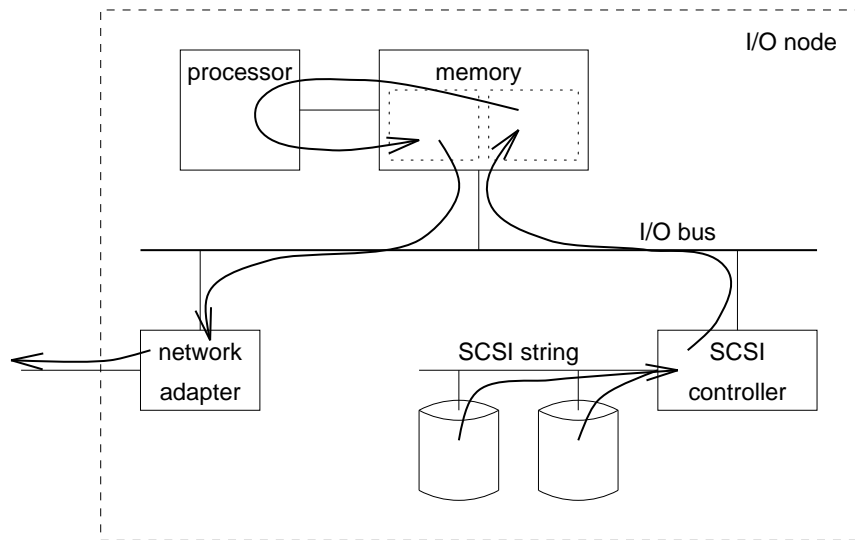 I/O node
processor
memory
I/O bus
network
adapter
SCSI string
SCSI
controller